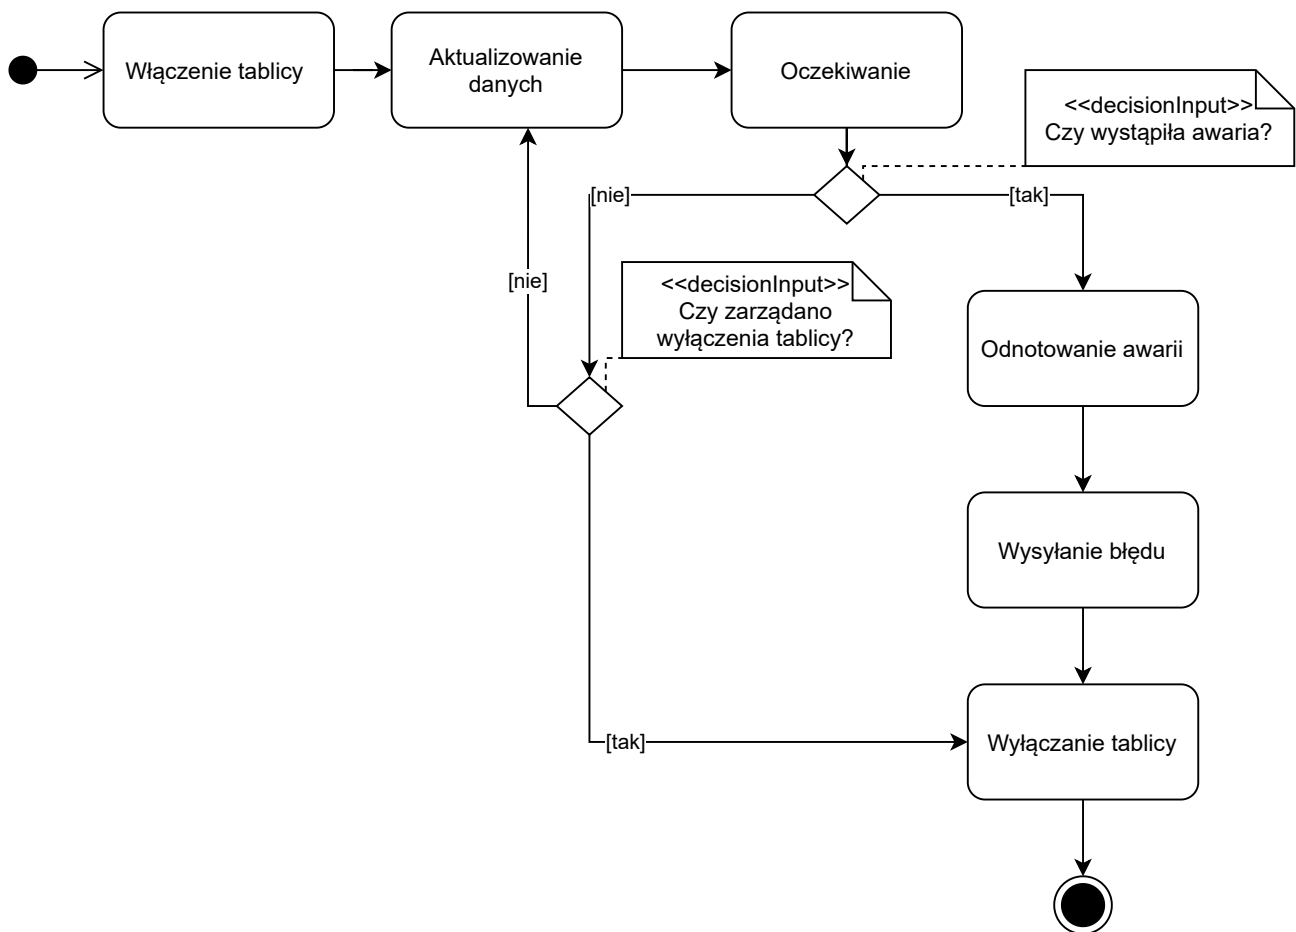 Włączenie tablicy
Aktualizowanie
danych
Oczekiwanie
<<decisionInput>>
Czy wystąpiła awaria?
[nie]
[tak]
[nie]
<<decisionInput>>
Czy zarządano
wyłączenia tablicy?
Odnotowanie awarii
Wysyłanie błędu
[tak]
Wyłączanie tablicy